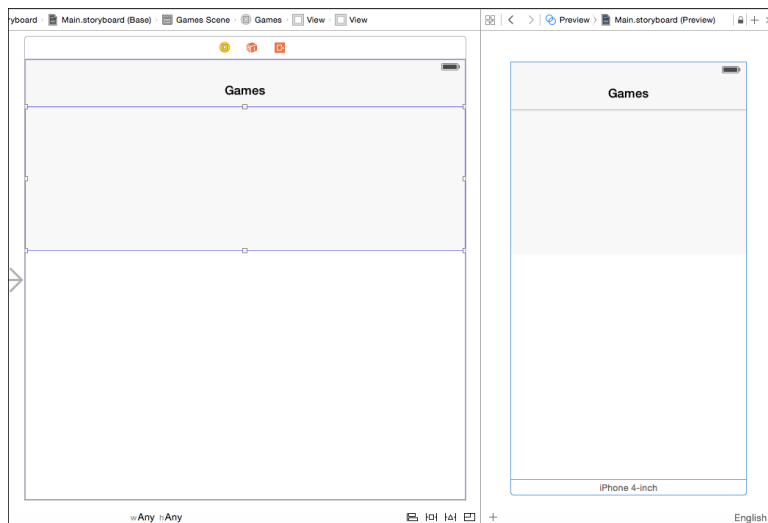 ryboard Main.storyboard (Base) Games Scene Games View View
Preview Main.storyboard (Preview)
Games
Games
iPhone 4-inch
wAny hAny
English